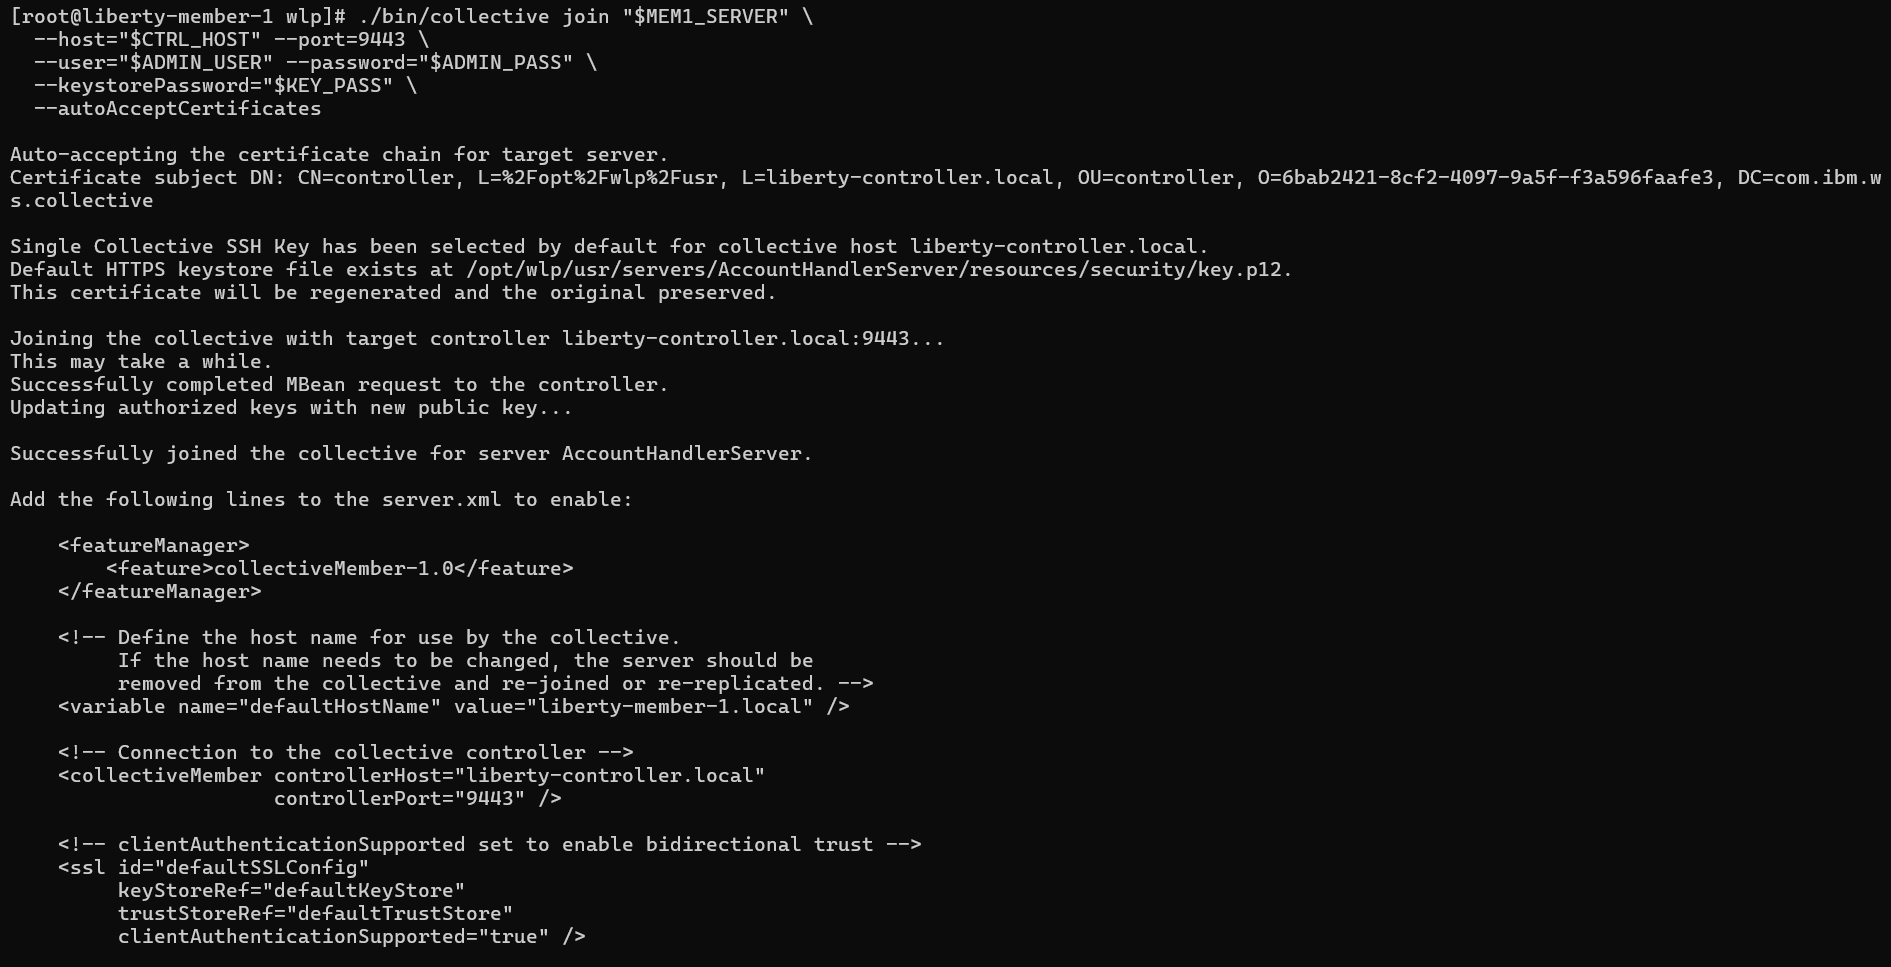 [root@liberty-member-1 wlp]# ./bin/collective join "$MEM1_SERVER" \
  --host="$CTRL_HOST" --port=9443 \
  --user="$ADMIN_USER" --password="$ADMIN_PASS" \
  --keystorePassword="$KEY_PASS" \
  --autoAcceptCertificates

Auto-accepting the certificate chain for target server.
Certificate subject DN: CN=controller, L=%2Fopt%2Fwlp%2Fusr, L=liberty-controller.local, OU=controller, O=6bab2421-8cf2-4097-9a5f-f3a596faafe3, DC=com.ibm.w
s.collective

Single Collective SSH Key has been selected by default for collective host liberty-controller.local.
Default HTTPS keystore file exists at /opt/wlp/usr/servers/AccountHandlerServer/resources/security/key.p12.
This certificate will be regenerated and the original preserved.

Joining the collective with target controller liberty-controller.local:9443...
This may take a while.
Successfully completed MBean request to the controller.
Updating authorized keys with new public key...

Successfully joined the collective for server AccountHandlerServer.

Add the following lines to the server.xml to enable:

    <featureManager>
        <feature>collectiveMember-1.0</feature>
    </featureManager>

    <!-- Define the host name for use by the collective.
         If the host name needs to be changed, the server should be
         removed from the collective and re-joined or re-replicated. -->
    <variable name="defaultHostName" value="liberty-member-1.local" />

    <!-- Connection to the collective controller -->
    <collectiveMember controllerHost="liberty-controller.local"
                      controllerPort="9443" />

    <!-- clientAuthenticationSupported set to enable bidirectional trust -->
    <ssl id="defaultSSLConfig"
         keyStoreRef="defaultKeyStore"
         trustStoreRef="defaultTrustStore"
         clientAuthenticationSupported="true" />